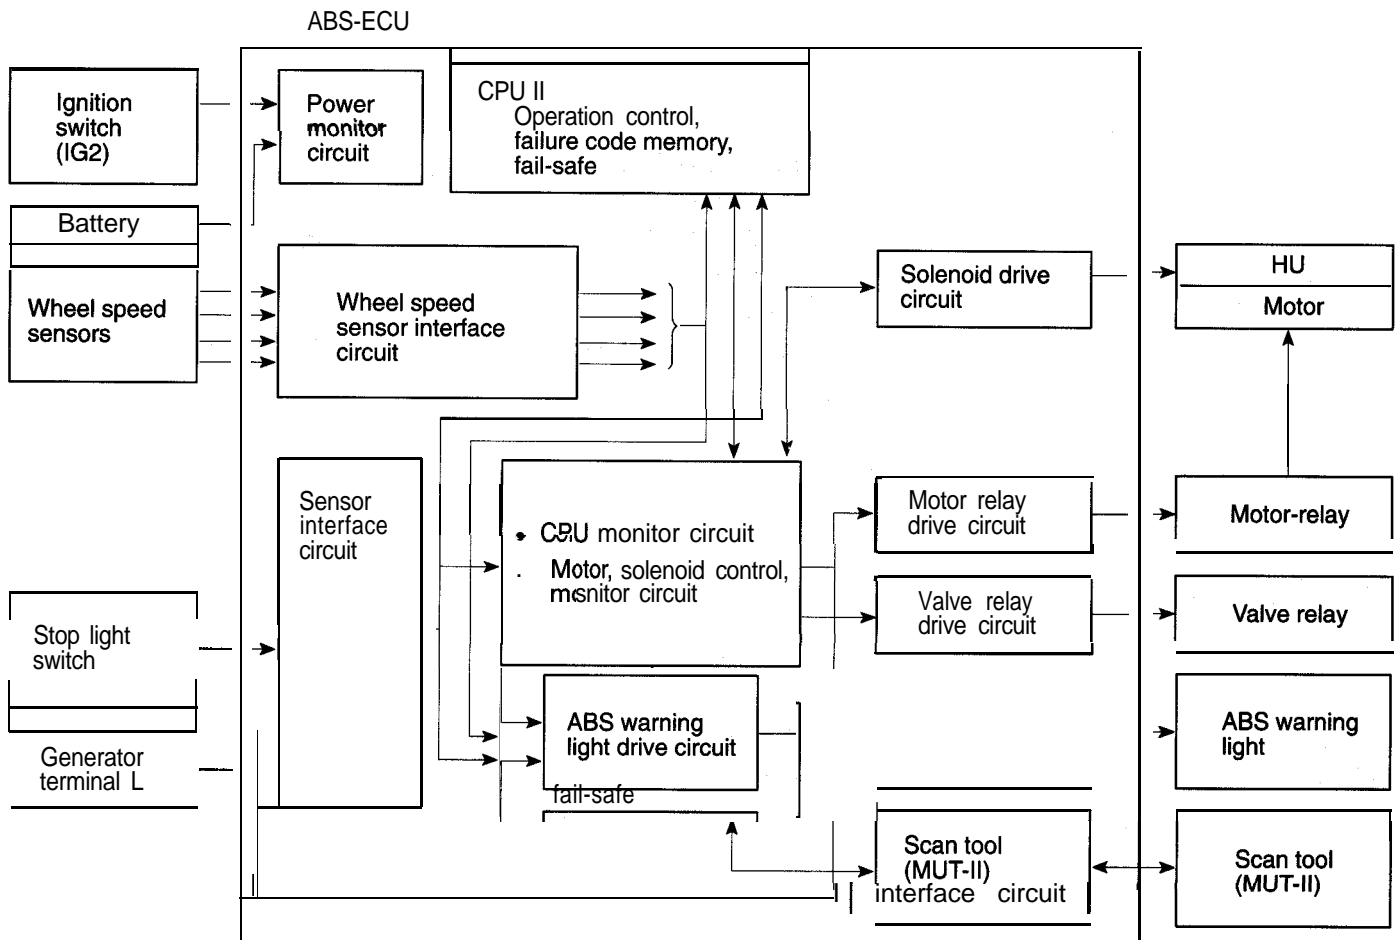 ABS-ECU
Ignition
switch
(IG2)
Power
monitor
circuit
CPU II
Operation control,
failure code memory,
fail-safe
Battery
Wheel speed
sensors
Wheel speed
sensor interface
circuit
Solenoid drive
circuit
HU
Motor
Sensor
interface
circuit
CPU monitor circuit
Motor, solenoid control,
monitor circuit
Motor relay
drive circuit
Motor-relay
Valve relay
drive circuit
Valve relay
Stop light
switch
Generator
terminal L
ABS warning
light drive circuit
fail-safe
ABS warning
light
Scan tool
(MUT-II)
interface circuit
Scan tool
(MUT-II)